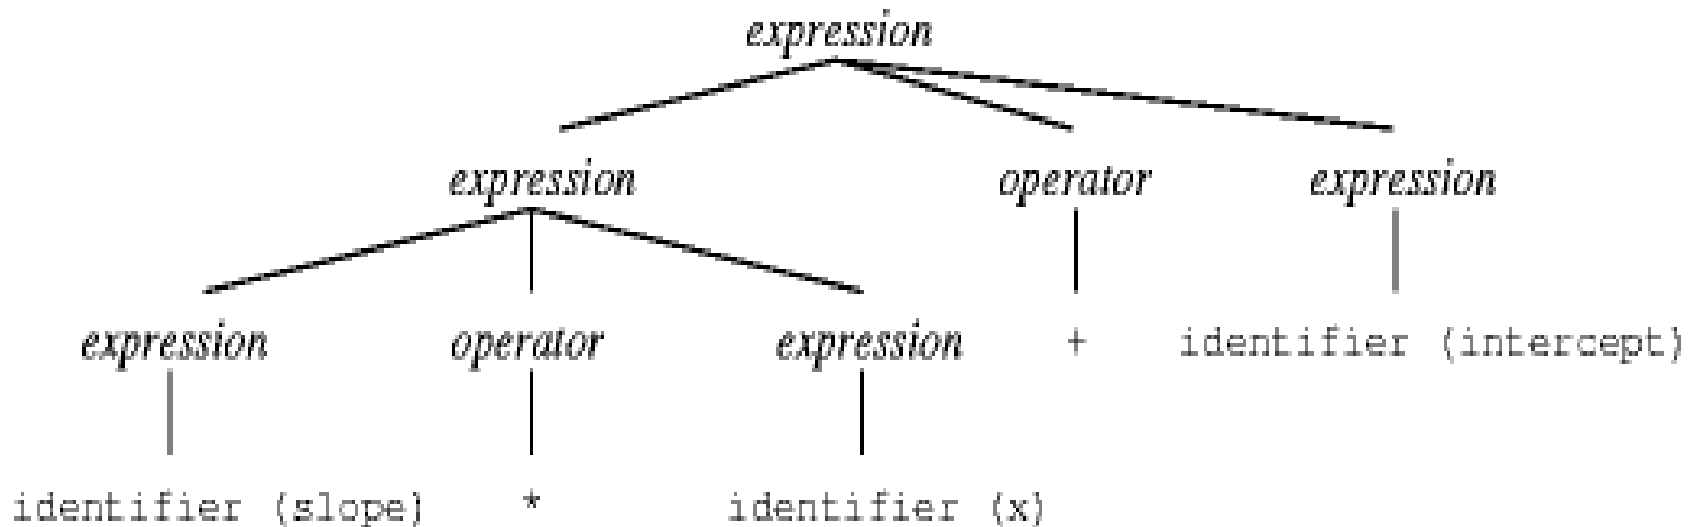 expression
expression operator expression
expression operator expression + identifier (intercept)
identifier (slope) * identifier (x)